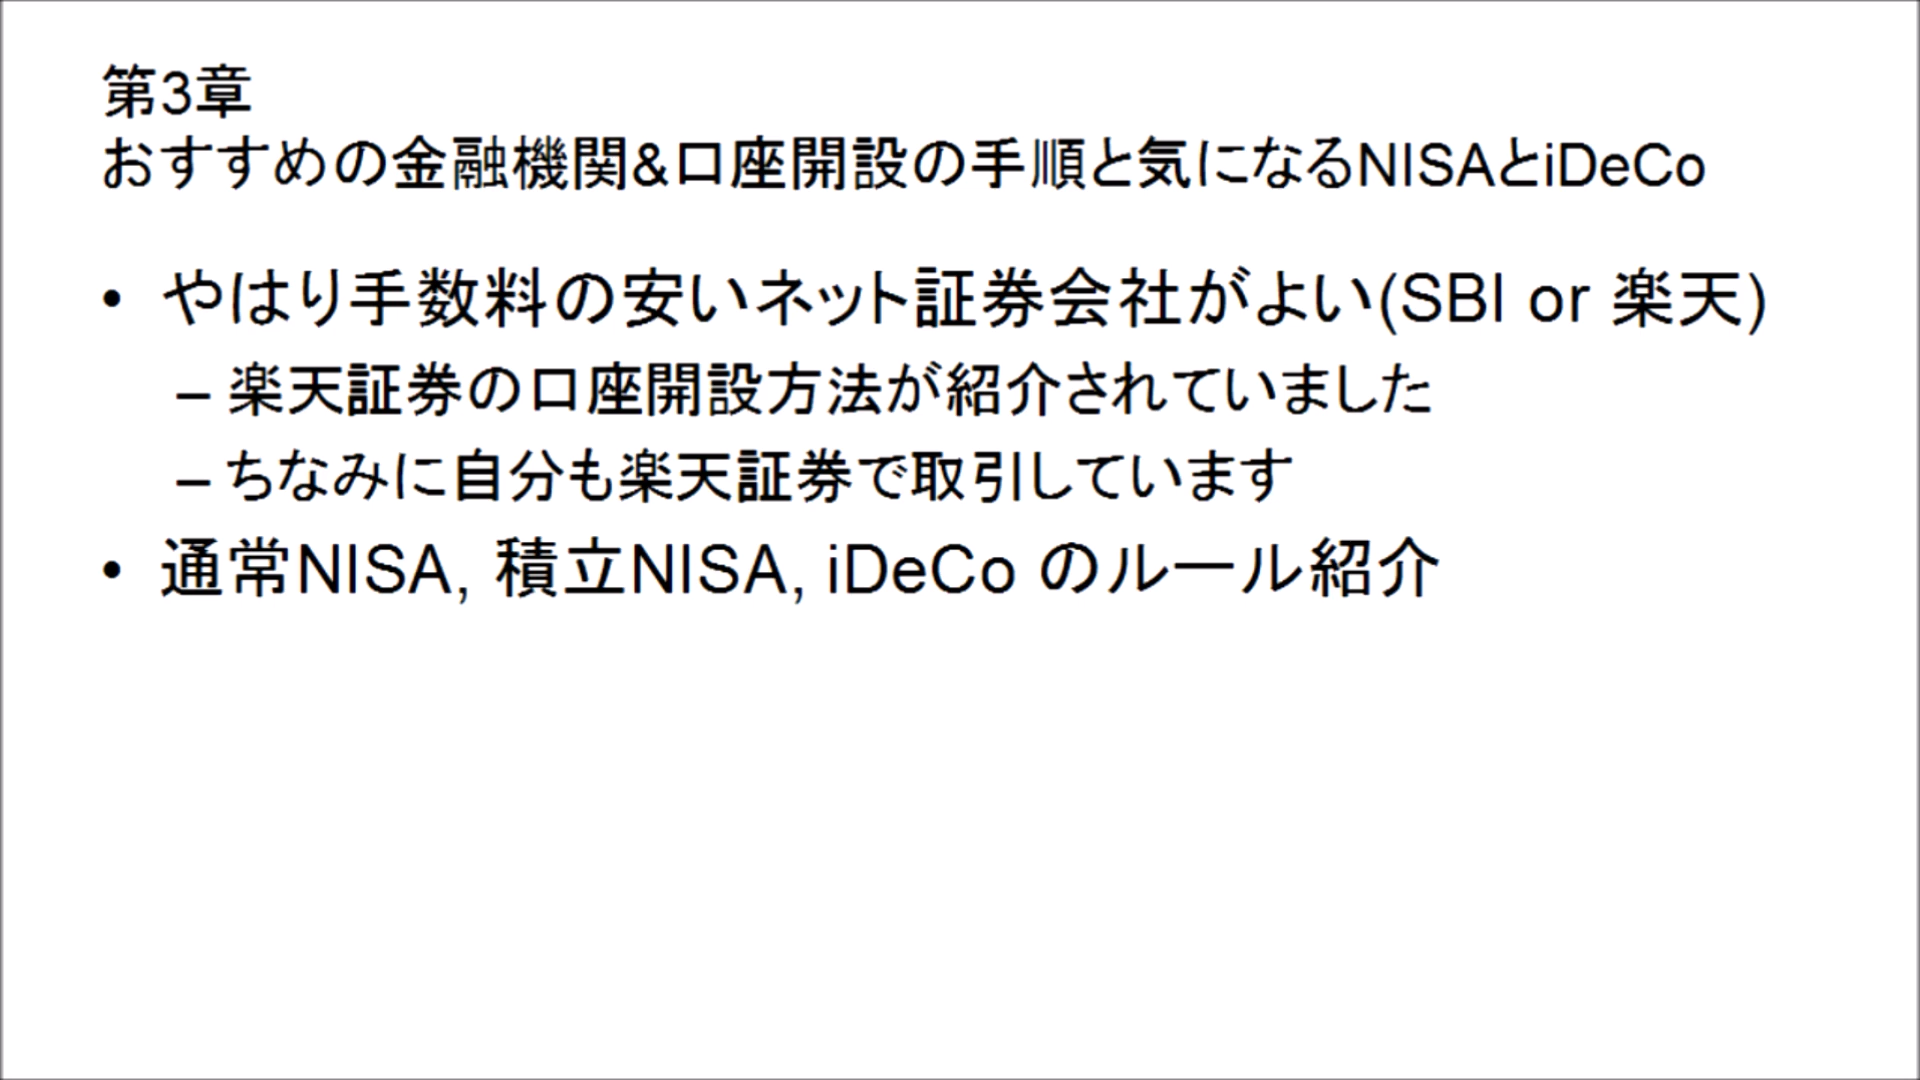 第3章
おすすめの金融機関&口座開設の手順と気になるNISAとiDeCo
• やはり手数料の安いネット証券会社がよい(SBI or 楽天)
– 楽天証券の口座開設方法が紹介されていました
– ちなみに自分も楽天証券で取引しています
• 通常NISA, 積立NISA, iDeCo のルール紹介